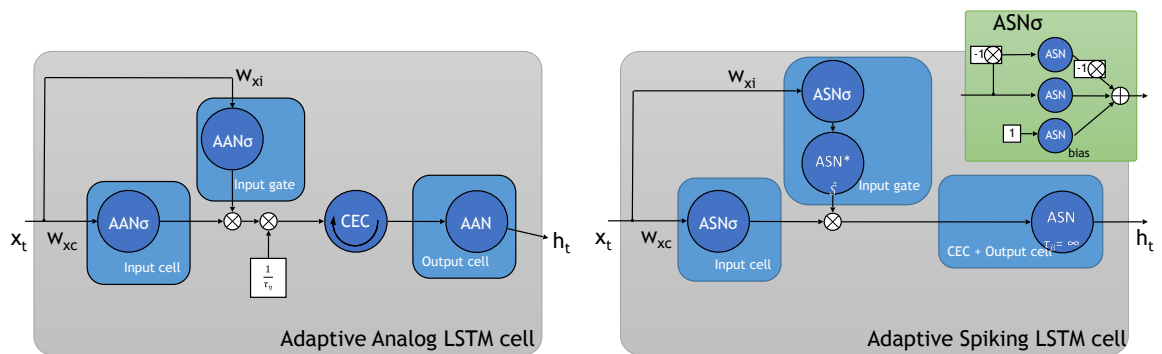 w_xi
AANσ
Input gate
AANσ
Input cell
x_t
w_xc
1
τ_η
CEC
AAN
Output cell
h_t
Adaptive Analog LSTM cell
ASNσ
-1
ASN
-1
ASN
1
ASN
bias
w_xi
ASNσ
ASN*
Ŝ
Input gate
ASNσ
Input cell
x_t
w_xc
ASN
CEC + Output cell
= ∞
h_t
Adaptive Spiking LSTM cell